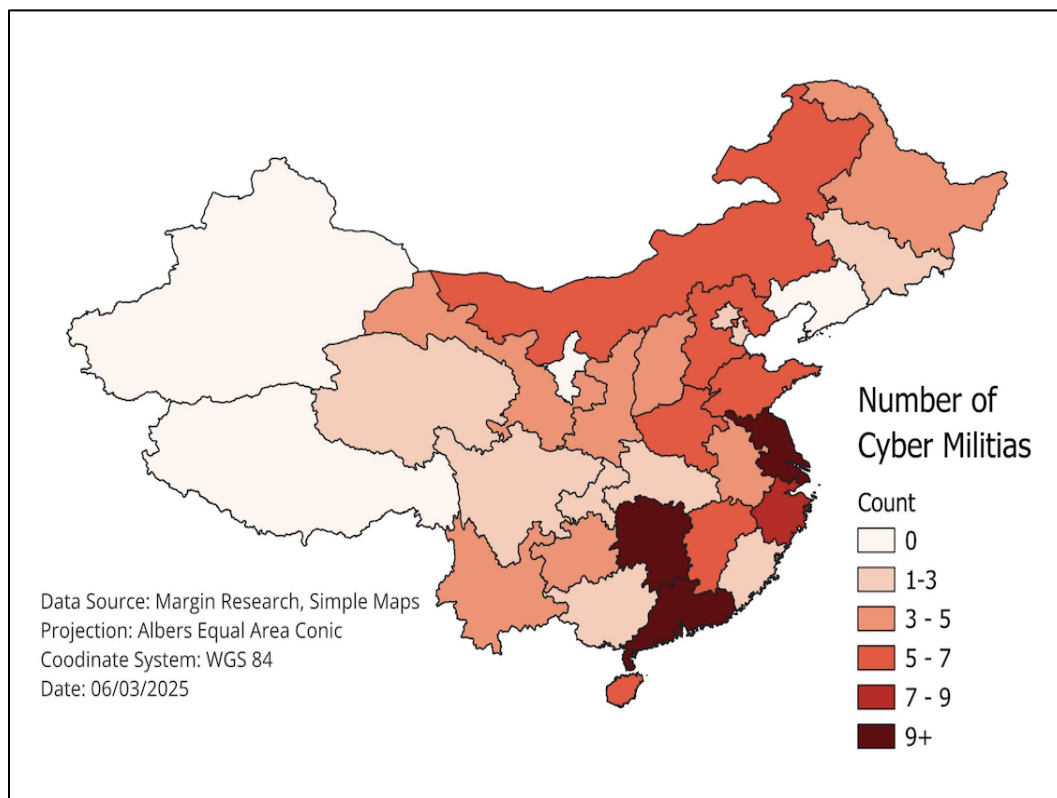 Number of
Cyber Militias
Count
0
1-3
3 - 5
5 - 7
7 - 9
9+
Data Source: Margin Research, Simple Maps
Projection: Albers Equal Area Conic
Coodinate System: WGS 84
Date: 06/03/2025